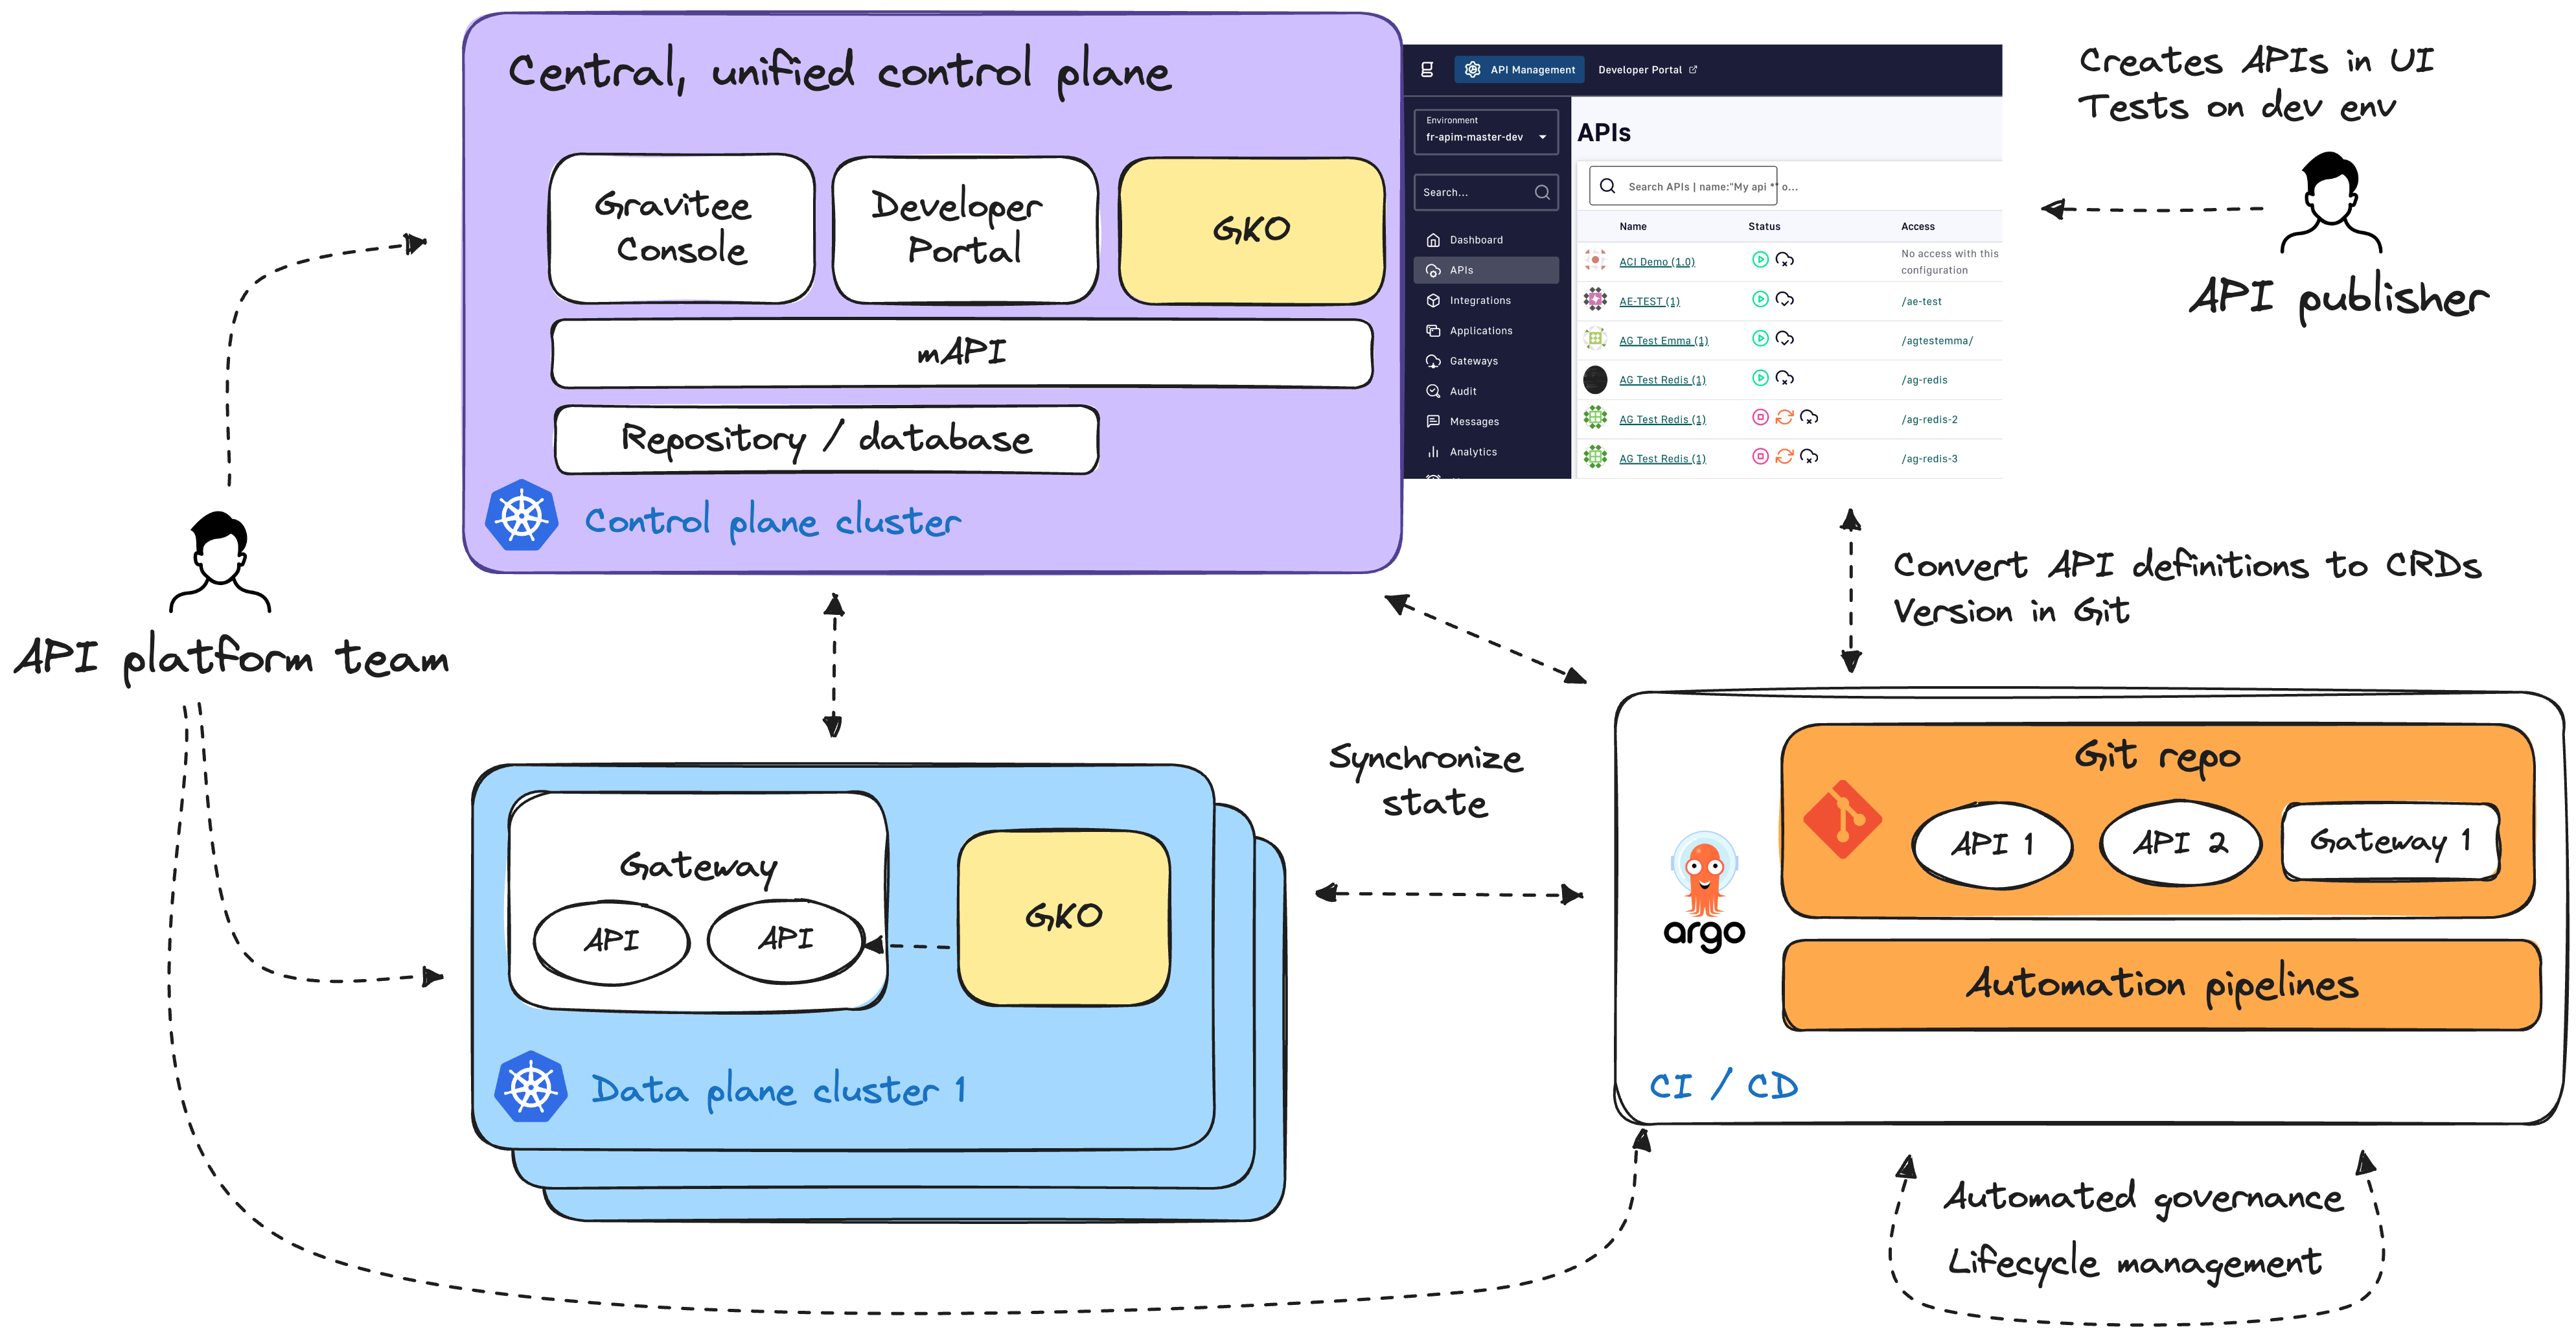 Central, unified control plane
Gravitee
Console
Developer
Portal
GKO
mAPI
Repository / database
Control plane cluster
API Management
Developer Portal
Environment
fr-apim-master-dev
Search...
Dashboard
APIs
Integrations
Applications
Gateways
Audit
Messages
Analytics
APIs
Search APIs | name:"My api *" o...
Name Status Access
ACI Demo (1.0) No access with this
configuration
AE-TEST (1) /ae-test
AG Test Emma (1) /agtestemma/
AG Test Redis (1) /ag-redis
AG Test Redis (1) /ag-redis-2
AG Test Redis (1) /ag-redis-3
Creates APIs in UI
Tests on dev env
API publisher
API platform team
Convert API definitions to CRDs
Version in Git
Synchronize
state
Gateway
API
API
GKO
Data plane cluster 1
Git repo
API 1
API 2
Gateway 1
argo
Automation pipelines
CI / CD
Automated governance
Lifecycle management